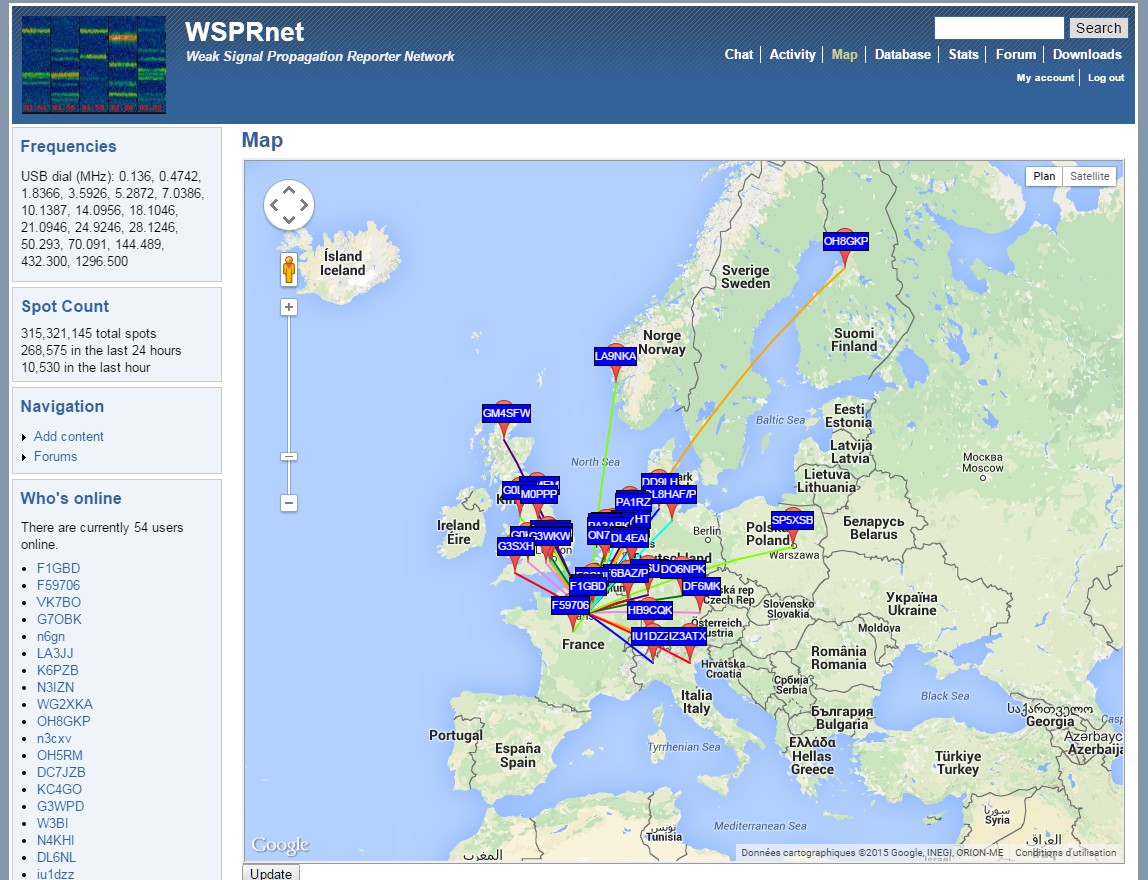 WSPRnet
Weak Signal Propagation Reporter Network
Search
Chat Activity Map Database Stats Forum Downloads
My account Log out
Frequencies
USB dial (MHz): 0.136, 0.4742,
1.8366, 3.5926, 5.2872, 7.0386,
10.1387, 14.0956, 18.1046,
21.0946, 24.9246, 28.1246,
50.293, 70.091, 144.489,
432.300, 1296.500
Spot Count
315,321,145 total spots
268,575 in the last 24 hours
10,530 in the last hour
Navigation
Add content
Forums
Who's online
There are currently 54 users
online.
F1GBD
F59706
VK7BO
G7OBK
n6gn
LA3JJ
K6PZB
N3IZN
WG2XKA
OH8GKP
n3cxv
OH5RM
DC7JZB
KC4GO
G3WPD
W3BI
N4KHI
DL6NL
iu1dzz
Map
Plan Satellite
OH8GKP
Ísland
Iceland
Sverige
Sweden
Suomi
Finland
Norge
Norway
LA9NKA
GM4SFW
Eesti
Estonia
Baltic Sea
Latvija
Latvia
North Sea
Москва
Moscow
Lietuva
Lithuania
DD9LH
M0PPP
PA1RZ
Ireland
Éire
G3WKW
ON7
DL4EAI
G3SXH
Berlin
SP5XSB
Poland
Warszawa
Беларусь
Belarus
DO6NPK
F1GBD
6BAZ/P
DF6MK
Czech Rep
F59706
HB9CQK
Slovensko
Slovakia
Україна
Ukraine
Österreich
Moldova
France
IU1DZZ
IZ3ATX
Hrvatska
Croatia
România
Romania
Србија
Serbia
Italia
Italy
Black Sea
България
Bulgaria
საქართველო
Georgia
Portugal
España
Spain
Tyrrhenian Sea
Ελλάδα
Hellas
Greece
Türkiye
Turkey
Mediterranean Sea
تونس
Tunisia
سوريا
Syria
العراق
المغرب
Google
Données cartographiques ©2015 Google, INEGI, ORION-ME Conditions d'utilisation
Update